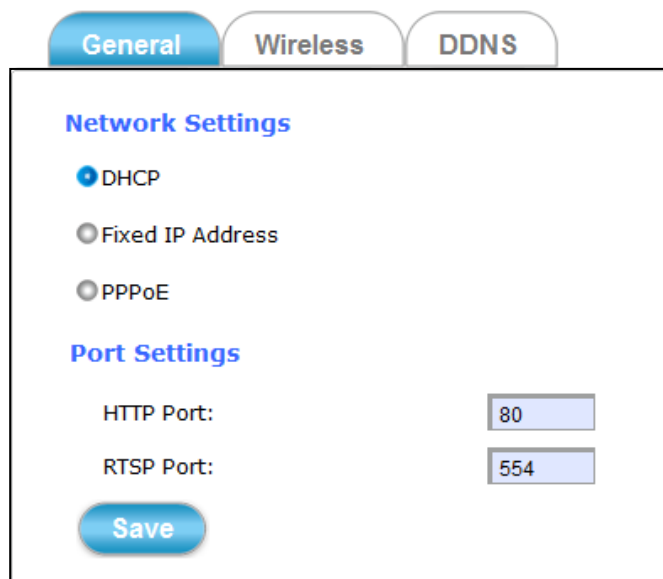 General Wireless DDNS
Network Settings
DHCP
Fixed IP Address
PPPoE
Port Settings
HTTP Port: 80
RTSP Port: 554
Save